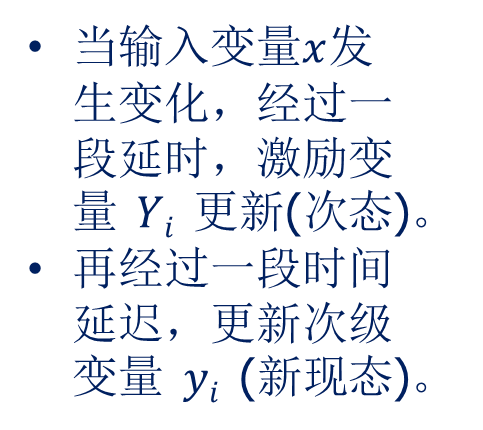 • 当输入变量x发
生变化，经过一
段延时，激励变
量 Yᵢ 更新(次态)。
• 再经过一段时间
延迟，更新次级
变量 yᵢ (新现态)。